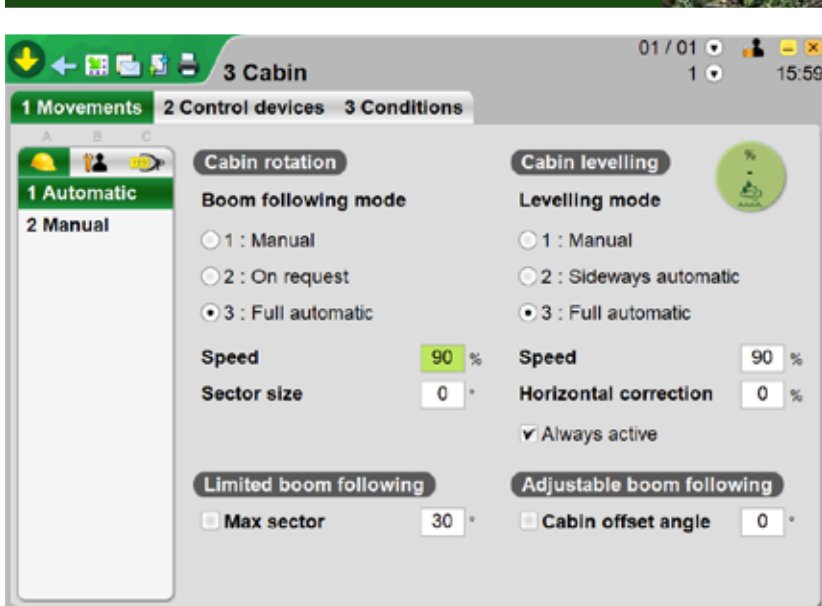 01 / 01
3 Cabin
1
15:59
1 Movements 2 Control devices 3 Conditions
A B C
1 Automatic
2 Manual
Cabin rotation
Boom following mode
1 : Manual
2 : On request
3 : Full automatic
Speed 90 %
Sector size 0 °
Limited boom following
Max sector 30 °
Cabin levelling
%
-
Levelling mode
1 : Manual
2 : Sideways automatic
3 : Full automatic
Speed 90 %
Horizontal correction 0 %
Always active
Adjustable boom following
Cabin offset angle 0 °